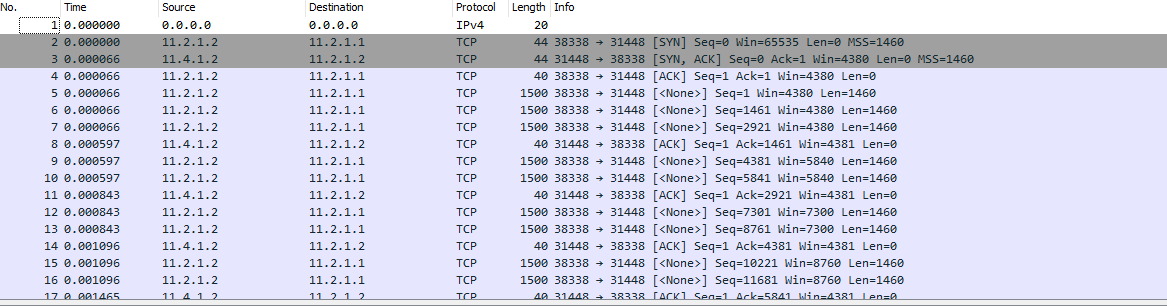 No. Time Source Destination Protocol Length Info
1 0.000000 0.0.0.0 0.0.0.0 IPv4 20
2 0.000000 11.2.1.2 11.2.1.1 TCP 44 38338 → 31448 [SYN] Seq=0 Win=65535 Len=0 MSS=1460
3 0.000066 11.4.1.2 11.2.1.2 TCP 44 31448 → 38338 [SYN, ACK] Seq=0 Ack=1 Win=4380 Len=0 MSS=1460
4 0.000066 11.2.1.2 11.2.1.1 TCP 40 38338 → 31448 [ACK] Seq=1 Ack=1 Win=4380 Len=0
5 0.000066 11.2.1.2 11.2.1.1 TCP 1500 38338 → 31448 [<None>] Seq=1 Win=4380 Len=1460
6 0.000066 11.2.1.2 11.2.1.1 TCP 1500 38338 → 31448 [<None>] Seq=1461 Win=4380 Len=1460
7 0.000066 11.2.1.2 11.2.1.1 TCP 1500 38338 → 31448 [<None>] Seq=2921 Win=4380 Len=1460
8 0.000597 11.4.1.2 11.2.1.2 TCP 40 31448 → 38338 [ACK] Seq=1 Ack=1461 Win=4381 Len=0
9 0.000597 11.2.1.2 11.2.1.1 TCP 1500 38338 → 31448 [<None>] Seq=4381 Win=5840 Len=1460
10 0.000597 11.2.1.2 11.2.1.1 TCP 1500 38338 → 31448 [<None>] Seq=5841 Win=5840 Len=1460
11 0.000843 11.4.1.2 11.2.1.2 TCP 40 31448 → 38338 [ACK] Seq=1 Ack=2921 Win=4381 Len=0
12 0.000843 11.2.1.2 11.2.1.1 TCP 1500 38338 → 31448 [<None>] Seq=7301 Win=7300 Len=1460
13 0.000843 11.2.1.2 11.2.1.1 TCP 1500 38338 → 31448 [<None>] Seq=8761 Win=7300 Len=1460
14 0.001096 11.4.1.2 11.2.1.2 TCP 40 31448 → 38338 [ACK] Seq=1 Ack=4381 Win=4381 Len=0
15 0.001096 11.2.1.2 11.2.1.1 TCP 1500 38338 → 31448 [<None>] Seq=10221 Win=8760 Len=1460
16 0.001096 11.2.1.2 11.2.1.1 TCP 1500 38338 → 31448 [<None>] Seq=11681 Win=8760 Len=1460
17 0.001465 11.4.1.2 11.2.1.2 TCP 40 31448 → 38338 [ACK] Seq=1 Ack=5841 Win=4381 Len=0